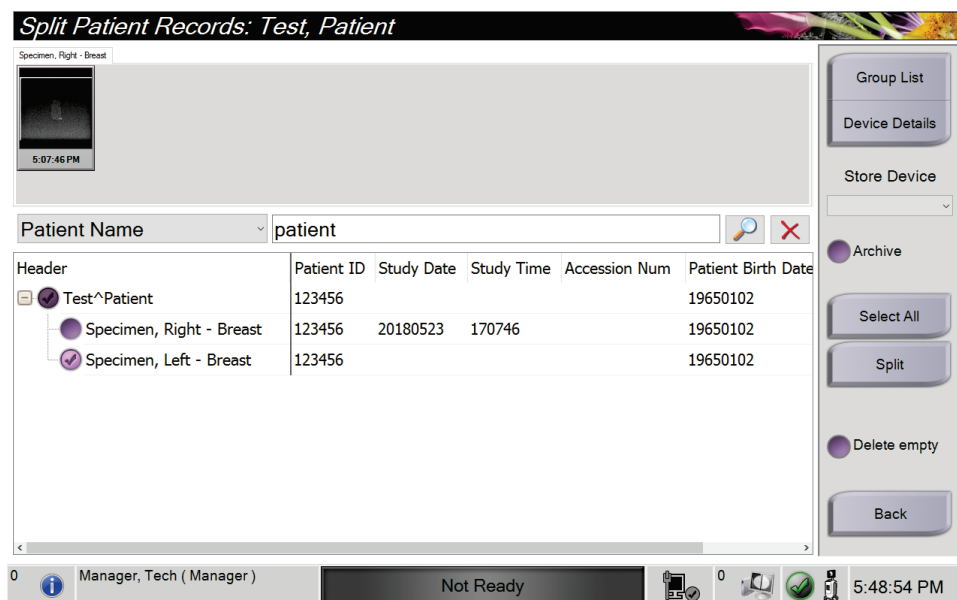 Split Patient Records: Test, Patient
Specimen, Right - Breast
5:07:46 PM
Group List
Device Details
Store Device
Archive
Select All
Split
Delete empty
Back
Patient Name patient
Header Patient ID Study Date Study Time Accession Num Patient Birth Date
Test^Patient 123456 19650102
Specimen, Right - Breast 123456 20180523 170746 19650102
Specimen, Left - Breast 123456 19650102
0 Manager, Tech ( Manager ) Not Ready 0 5:48:54 PM